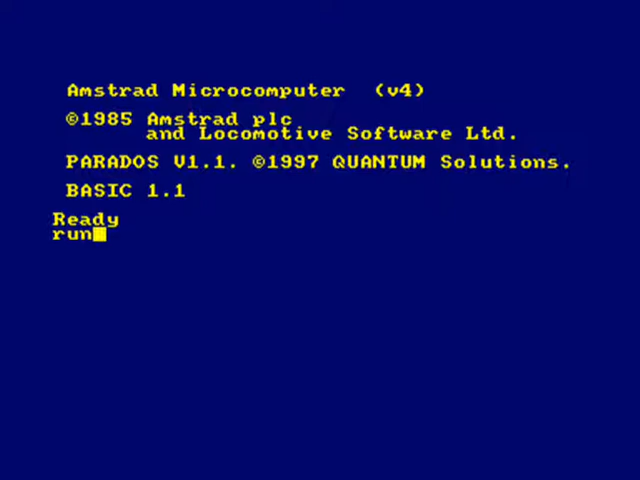 Amstrad Microcomputer (v4)
©1985 Amstrad plc
and Locomotive Software Ltd.
PARADOS V1.1. ©1997 QUANTUM Solutions.
BASIC 1.1
Ready
run